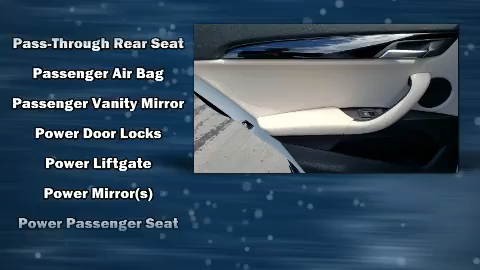 Pass-Through Rear Seat
Passenger Air Bag
Passenger Vanity Mirror
Power Door Locks
Power Liftgate
Power Mirror(s)
Power Passenger Seat